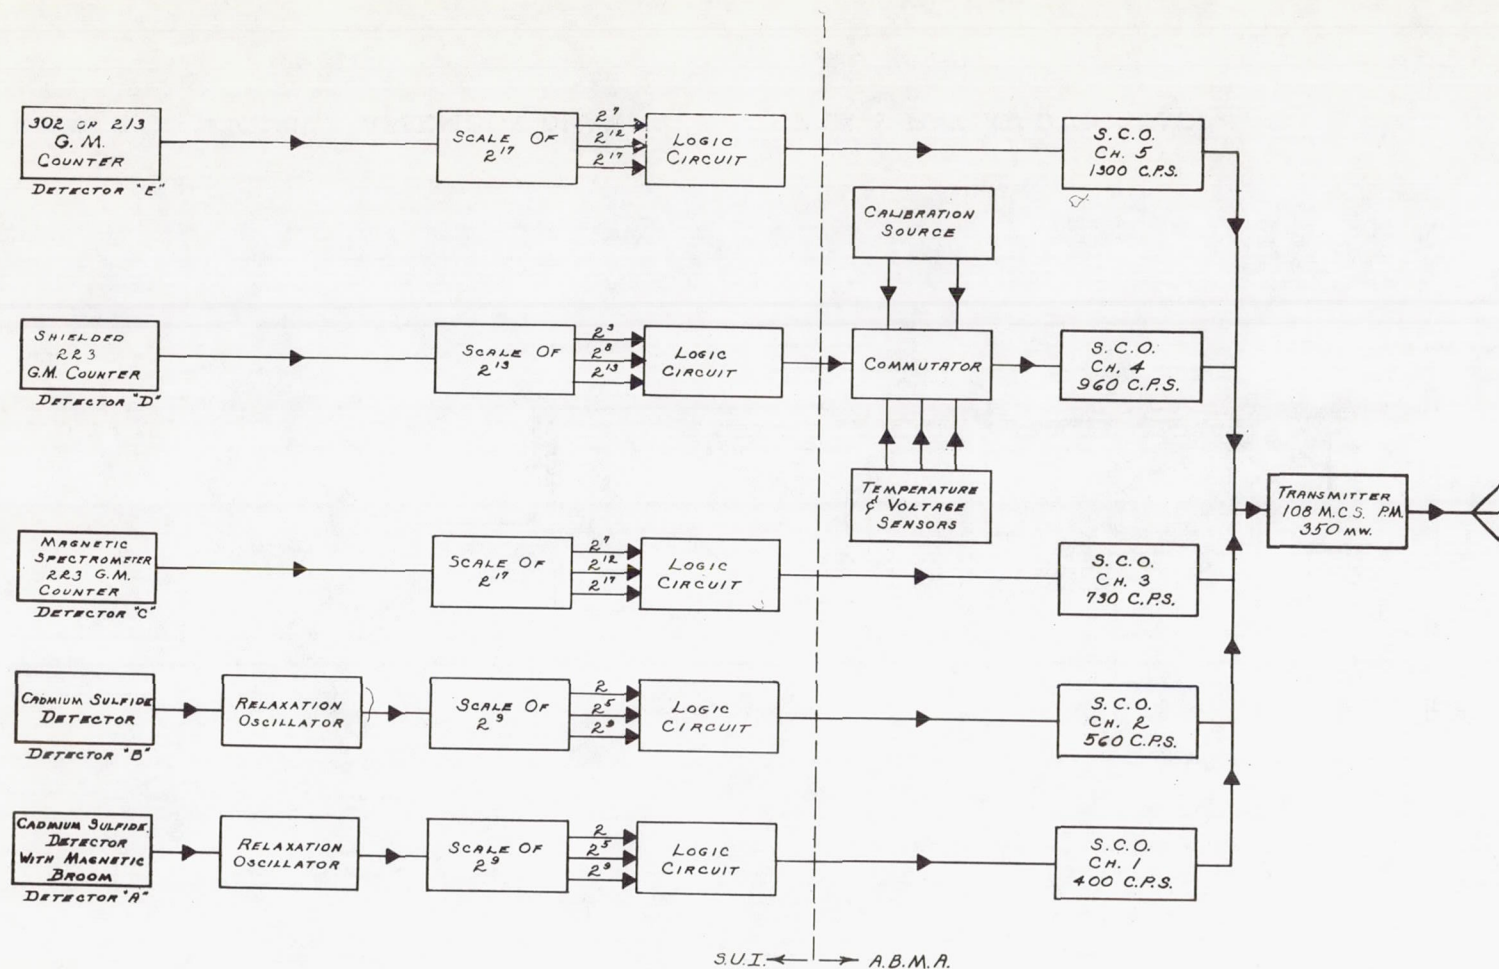 302 OR 213
G. M.
COUNTER
DETECTOR "E"
SCALE OF
2^17
2^7
2^12
2^17
LOGIC
CIRCUIT
S.C.O.
CH. 5
1300 C.P.S.
CALIBRATION
SOURCE
SHIELDED
223
G.M. COUNTER
DETECTOR "D"
SCALE OF
2^13
2^3
2^8
2^13
LOGIC
CIRCUIT
COMMUTATOR
S.C.O.
CH. 4
960 C.P.S.
TEMPERATURE
& VOLTAGE
SENSORS
TRANSMITTER
108 M.C.S. P.M.
350 MW.
MAGNETIC
SPECTROMETER
223 G.M.
COUNTER
DETECTOR "C"
SCALE OF
2^17
2^7
2^12
2^17
LOGIC
CIRCUIT
S.C.O.
CH. 3
730 C.P.S.
CADMIUM SULFIDE
DETECTOR
DETECTOR "B"
RELAXATION
OSCILLATOR
SCALE OF
2^9
2
2^5
2^9
LOGIC
CIRCUIT
S.C.O.
CH. 2
560 C.P.S.
CADMIUM SULFIDE
DETECTOR
WITH MAGNETIC
BROOM
DETECTOR "A"
RELAXATION
OSCILLATOR
SCALE OF
2^9
2
2^5
2^9
LOGIC
CIRCUIT
S.C.O.
CH. 1
400 C.P.S.
S.U.I.
A.B.M.A.